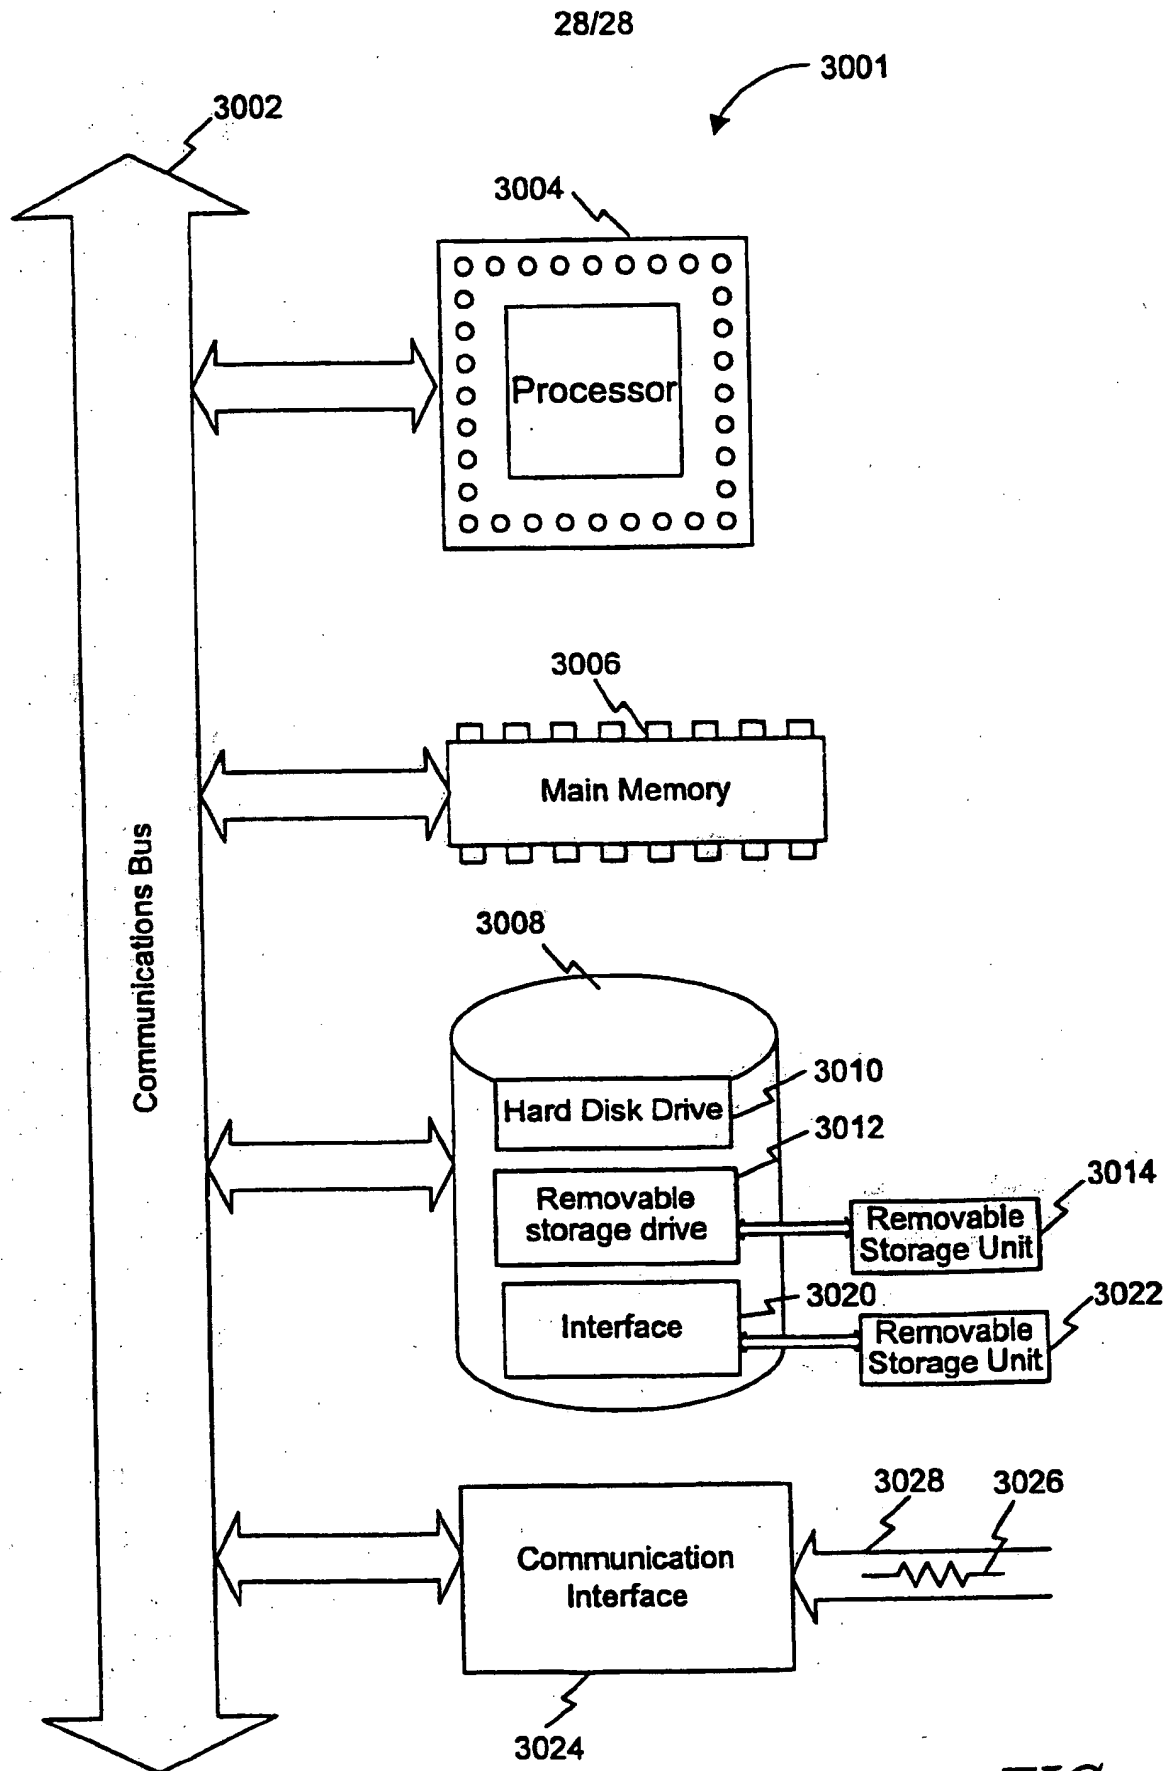 28/28
3001
3002
3004
Processor
3006
Main Memory
Communications Bus
3008
3010
Hard Disk Drive
3012
Removable
storage drive
3014
Removable
Storage Unit
3020
Interface
3022
Removable
Storage Unit
3028
3026
Communication
Interface
3024